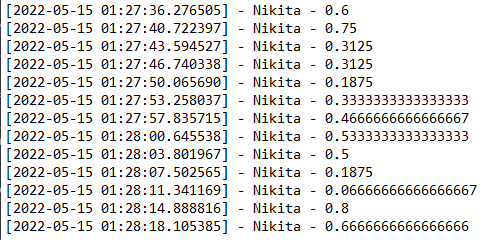 [2022-05-15 01:27:36.276505] - Nikita - 0.6
[2022-05-15 01:27:40.722397] - Nikita - 0.75
[2022-05-15 01:27:43.594527] - Nikita - 0.3125
[2022-05-15 01:27:46.740338] - Nikita - 0.3125
[2022-05-15 01:27:50.065690] - Nikita - 0.1875
[2022-05-15 01:27:53.258037] - Nikita - 0.3333333333333333
[2022-05-15 01:27:57.835715] - Nikita - 0.4666666666666667
[2022-05-15 01:28:00.645538] - Nikita - 0.5333333333333333
[2022-05-15 01:28:03.801967] - Nikita - 0.5
[2022-05-15 01:28:07.502565] - Nikita - 0.1875
[2022-05-15 01:28:11.341169] - Nikita - 0.06666666666666667
[2022-05-15 01:28:14.888816] - Nikita - 0.8
[2022-05-15 01:28:18.105385] - Nikita - 0.6666666666666666